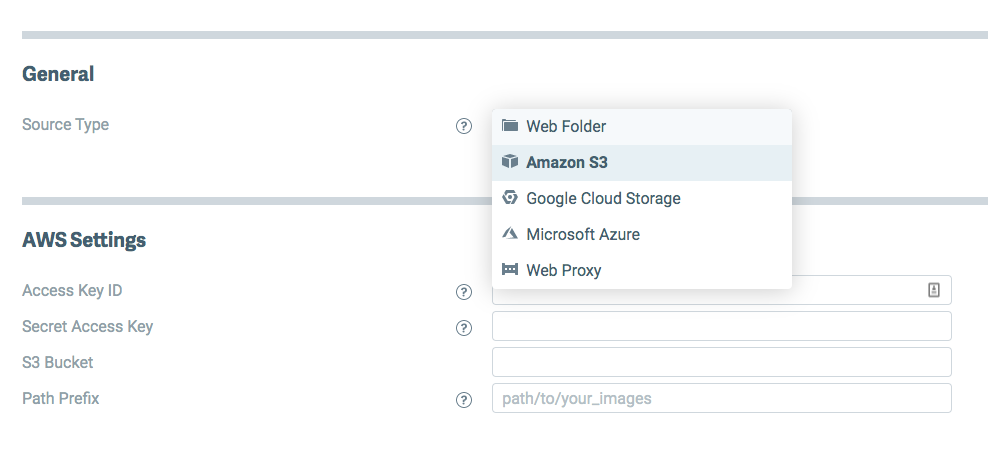 General
Source Type
?
Web Folder
Amazon S3
Google Cloud Storage
Microsoft Azure
Web Proxy
AWS Settings
Access Key ID ?
Secret Access Key ?
S3 Bucket
Path Prefix ? path/to/your_images